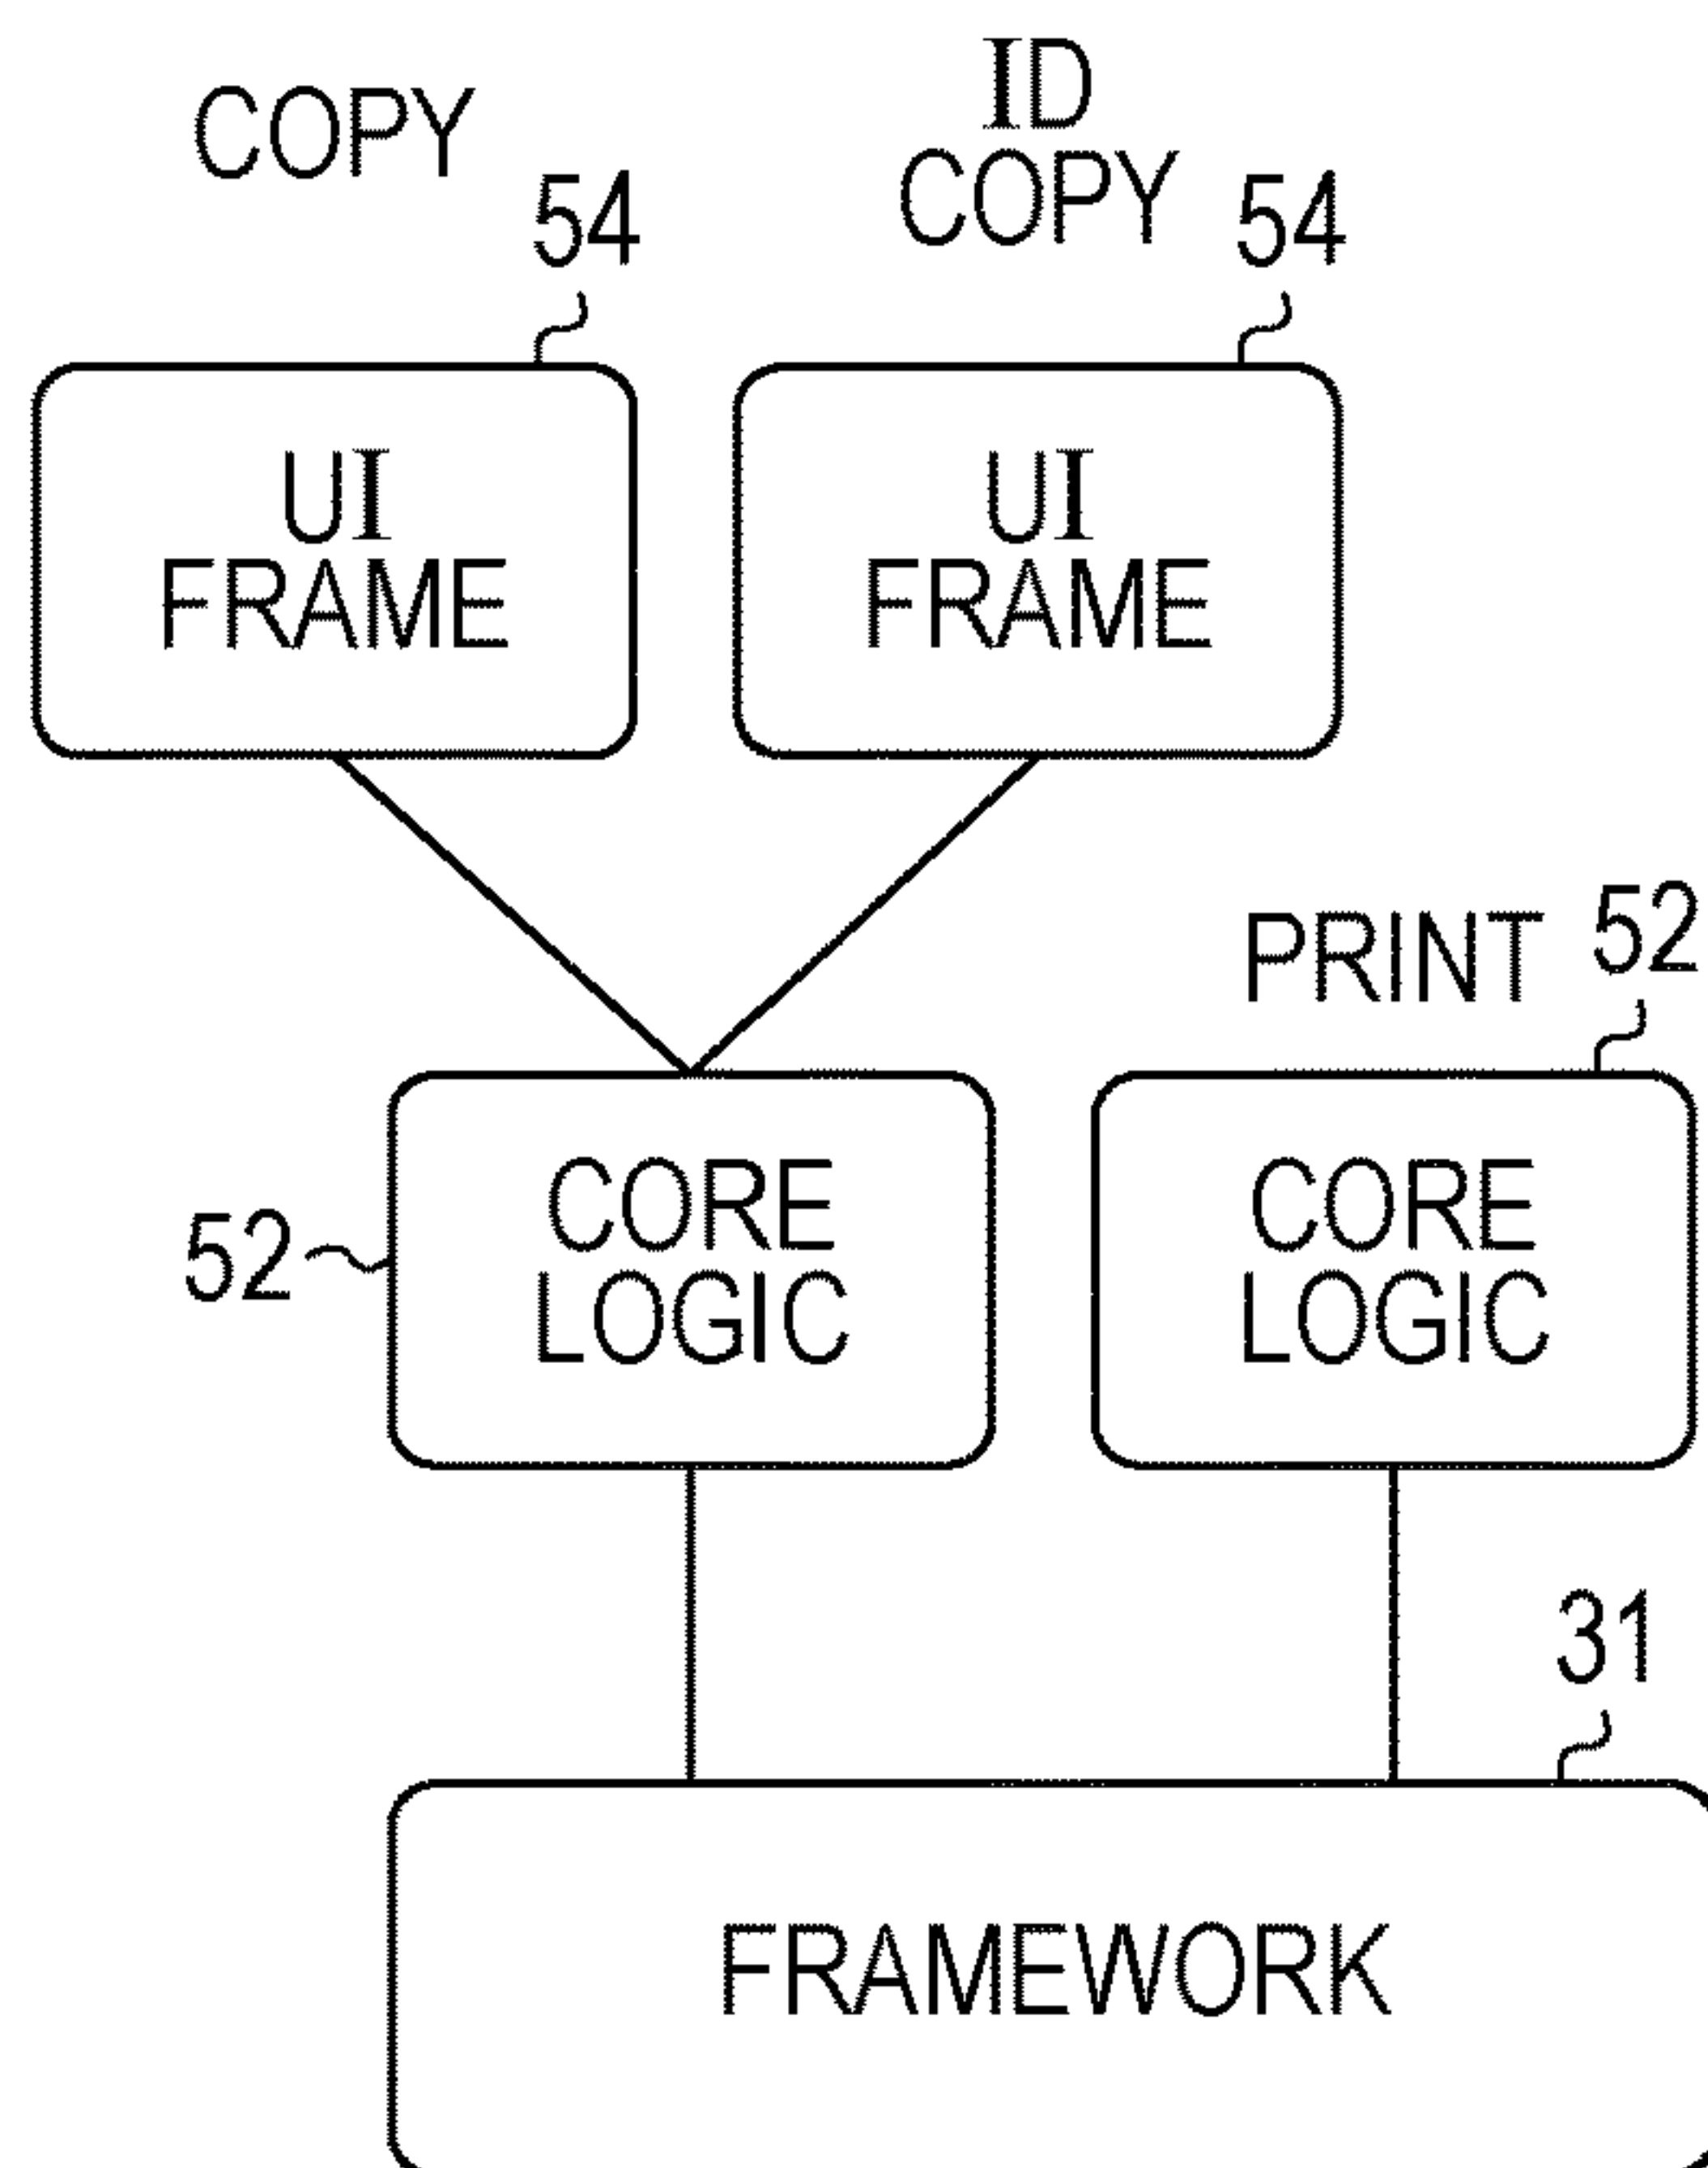 COPY
54
ID
COPY
54
UI
FRAME
UI
FRAME
PRINT
52
52
CORE
LOGIC
CORE
LOGIC
31
FRAMEWORK